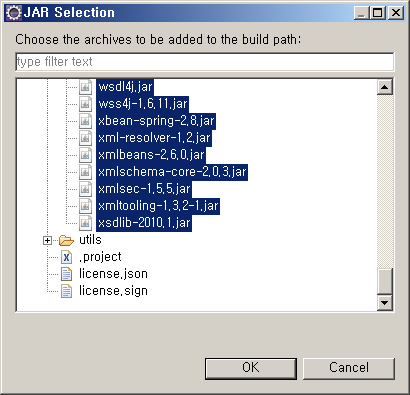 JAR Selection
Choose the archives to be added to the build path:
type filter text
wsdl4j.jar
wss4j-1.6.11.jar
xbean-spring-2.8.jar
xml-resolver-1.2.jar
xmlbeans-2.6.0.jar
xmlschema-core-2.0.3.jar
xmlsec-1.5.5.jar
xmltooling-1.3.2-1.jar
xsdlib-2010.1.jar
utils
.project
license.json
license.sign
OK Cancel